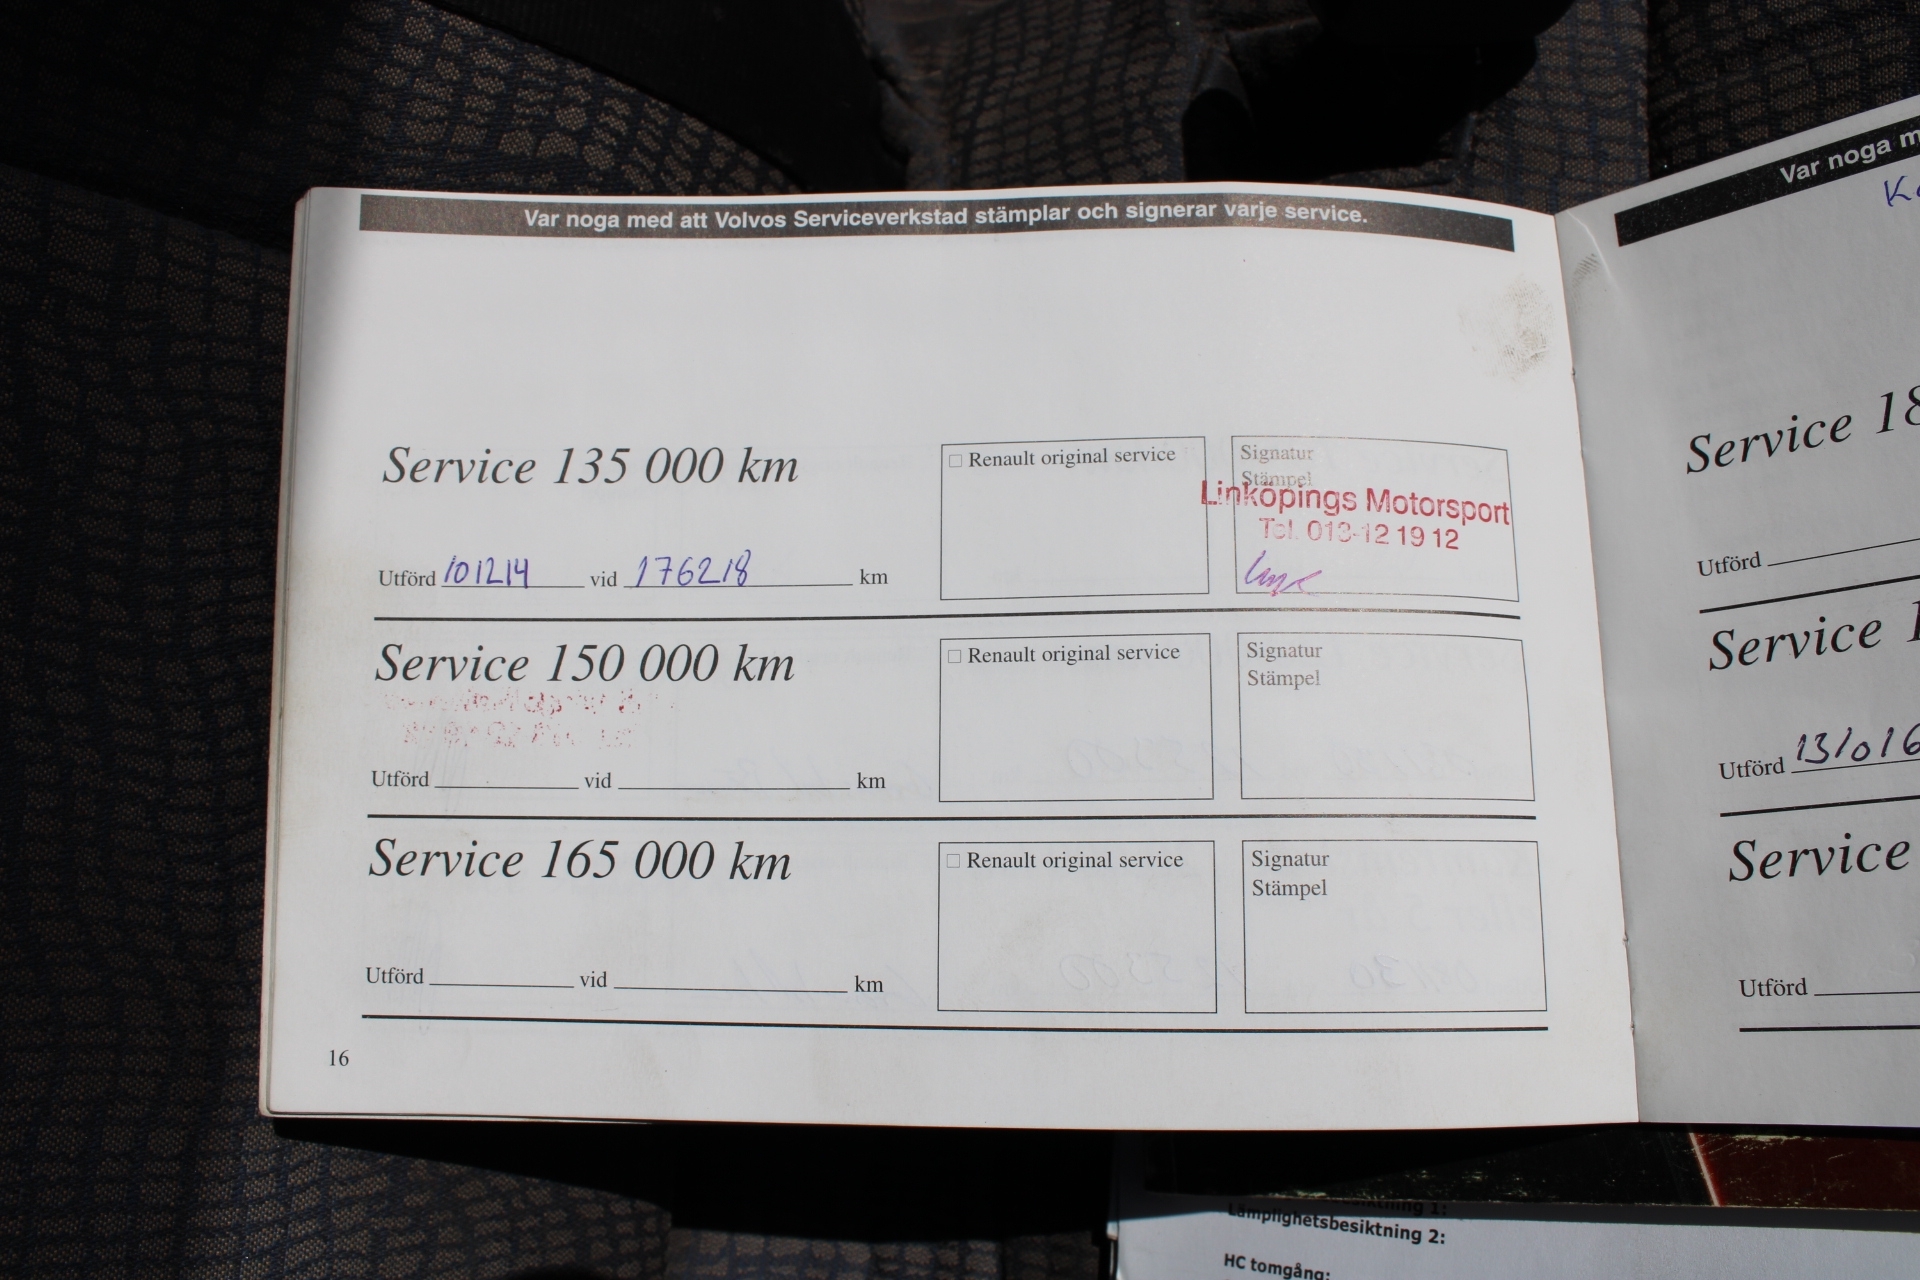 Var noga med att Volvos Serviceverkstad stämplar och signerar varje service.
Service 135 000 km
Renault original service
Signatur
Stämpel
Linköpings Motorsport
Tel. 013-12 19 12
Utförd 101214 vid 176218 km
Service 150 000 km
Renault original service
Signatur
Stämpel
Utförd vid km
Service 165 000 km
Renault original service
Signatur
Stämpel
Utförd vid km
16
Var noga
Service 18
Utförd
Service 1
Utförd 131016
Service
Utförd
Lämplighetsbesiktning 2:
HC tomgång: